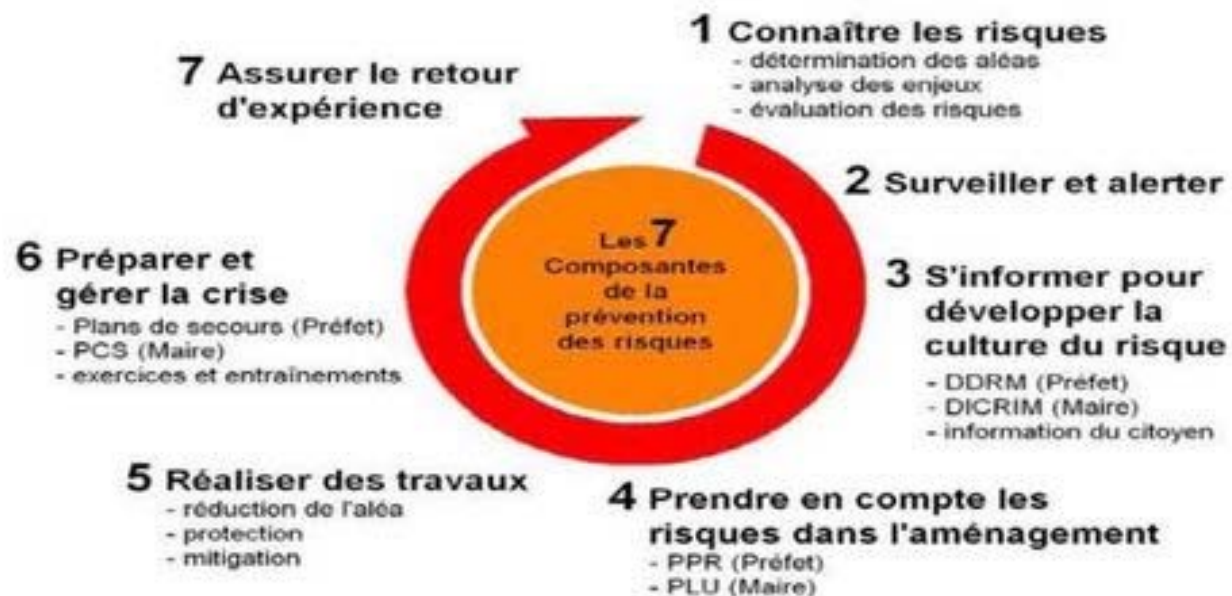 1 Connaître les risques
- détermination des aléas
- analyse des enjeux
- évaluation des risques
2 Surveiller et alerter
3 S'informer pour
développer la
culture du risque
- DDRM (Préfet)
- DICRIM (Maire)
- information du citoyen
4 Prendre en compte les
risques dans l'aménagement
- PPR (Préfet)
- PLU (Maire)
5 Réaliser des travaux
- réduction de l'aléa
- protection
- mitigation
6 Préparer et
gérer la crise
- Plans de secours (Préfet)
- PCS (Maire)
- exercices et entraînements
7 Assurer le retour
d'expérience
Les 7
Composantes
de la
prévention
des risques